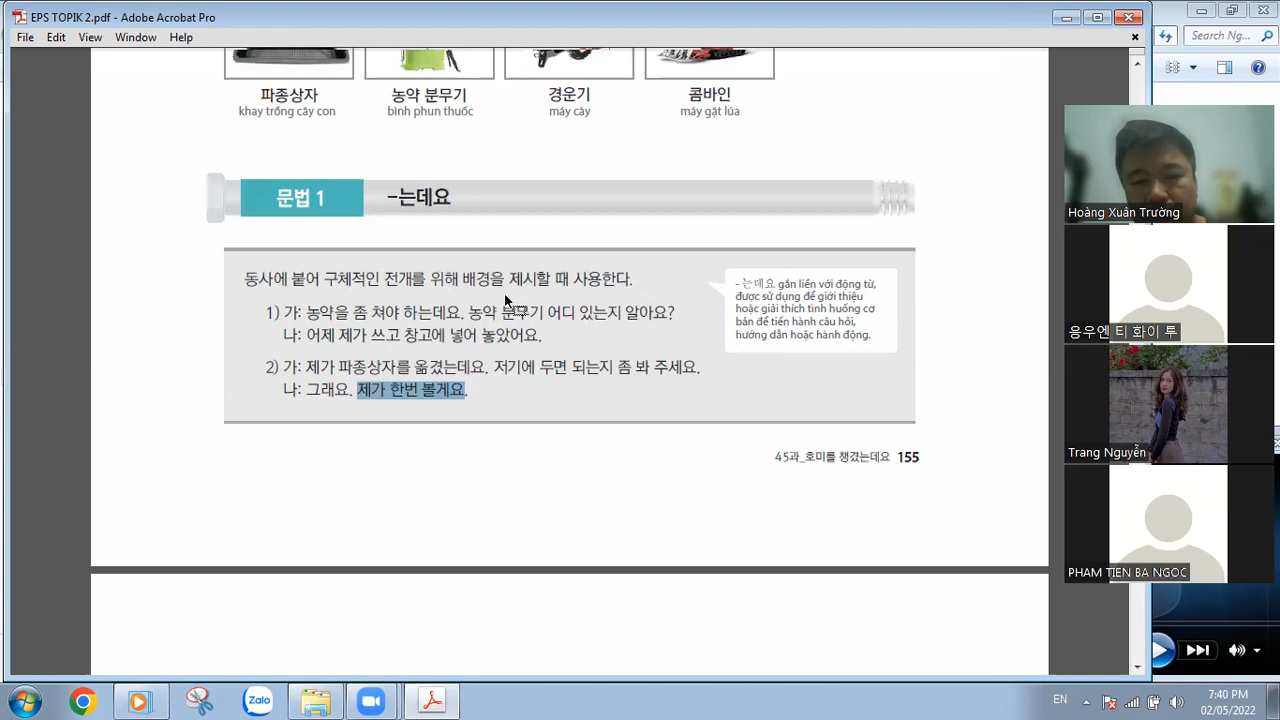 EPS TOPIK 2.pdf - Adobe Acrobat Pro
File Edit View Window Help
Search Ng...
파종상자 농약 분무기 경운기 콤바인
khay trồng cây con bình phun thuốc máy cày máy gặt lúa
문법 1 -는데요
동사에 붙어 구체적인 전개를 위해 배경을 제시할 때 사용한다.
1) 가: 농약을 좀 쳐야 하는데요. 농약 분무기 어디 있는지 알아요?
나: 어제 제가 쓰고 창고에 넣어 놓았어요.
2) 가: 제가 파종상자를 옮겼는데요. 저기에 두면 되는지 좀 봐 주세요.
나: 그래요. 제가 한번 볼게요.
- 는데요 gắn liền với động từ,
được sử dụng để giới thiệu
hoặc giải thích tình huống cơ
bản để tiến hành câu hỏi,
hướng dẫn hoặc hành động.
45과_호미를 챙겼는데요 155
Hoàng Xuân Trường
응우엔 티 화이 투
Trang Nguyễn
PHAM TIEN BA NGOC
Zalo
EN
7:40 PM
02/05/2022